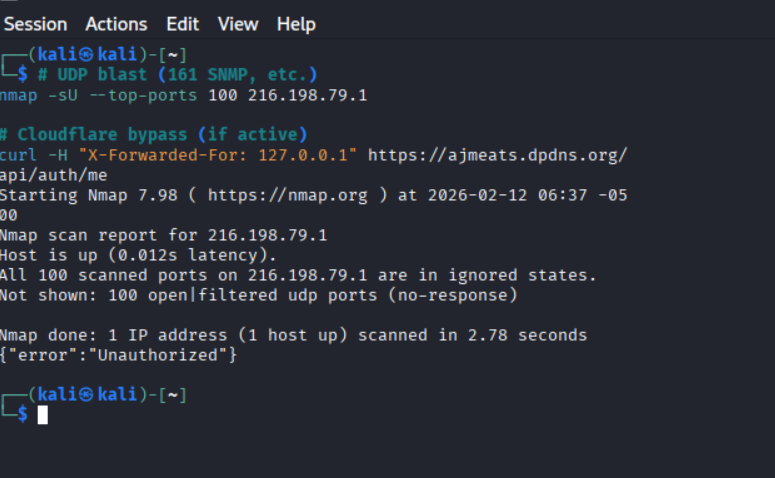 Session Actions Edit View Help
┌──(kali㉿kali)-[~]
└─$ # UDP blast (161 SNMP, etc.)
nmap -sU --top-ports 100 216.198.79.1
# Cloudflare bypass (if active)
curl -H "X-Forwarded-For: 127.0.0.1" https://ajmeats.dpdns.org/
api/auth/me
Starting Nmap 7.98 ( https://nmap.org ) at 2026-02-12 06:37 -05
00
Nmap scan report for 216.198.79.1
Host is up (0.012s latency).
All 100 scanned ports on 216.198.79.1 are in ignored states.
Not shown: 100 open|filtered udp ports (no-response)
Nmap done: 1 IP address (1 host up) scanned in 2.78 seconds
{"error":"Unauthorized"}
┌──(kali㉿kali)-[~]
└─$